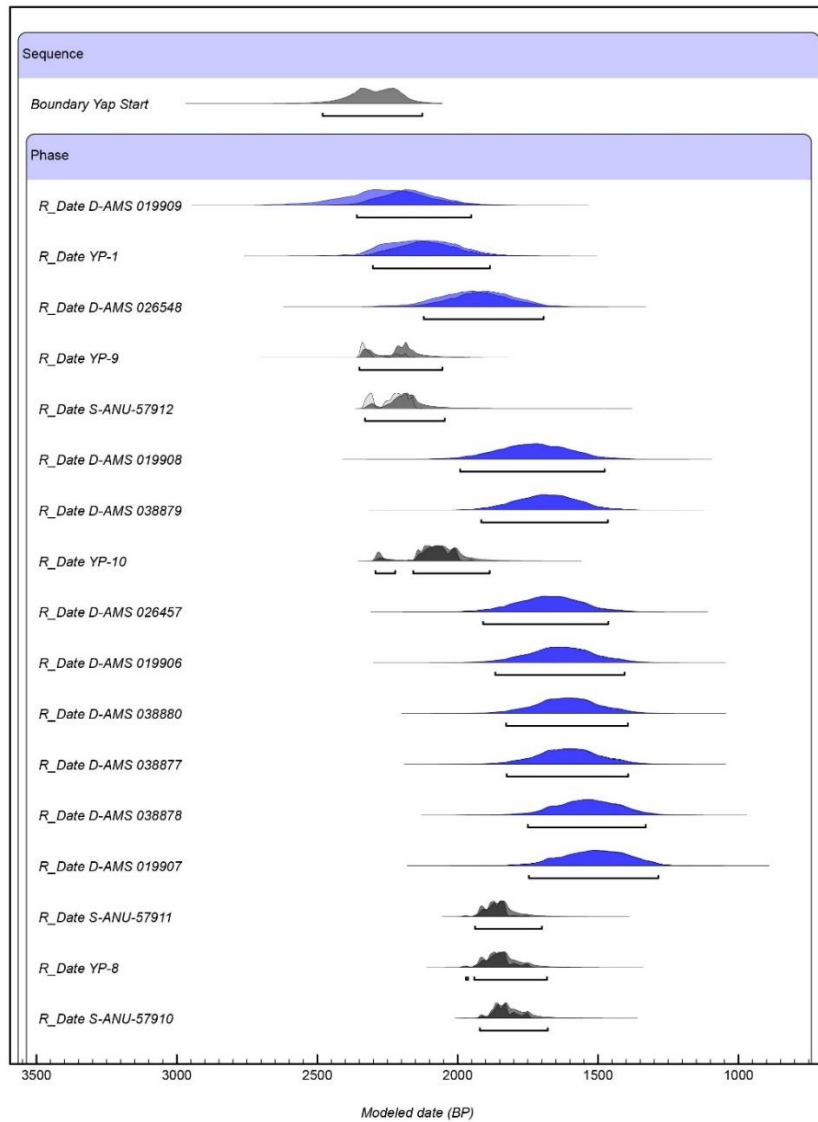 Sequence
Boundary Yap Start
Phase
R_Date D-AMS 019909
R_Date YP-1
R_Date D-AMS 026548
R_Date YP-9
R_Date S-ANU-57912
R_Date D-AMS 019908
R_Date D-AMS 038879
R_Date YP-10
R_Date D-AMS 026457
R_Date D-AMS 019906
R_Date D-AMS 038880
R_Date D-AMS 038877
R_Date D-AMS 038878
R_Date D-AMS 019907
R_Date S-ANU-57911
R_Date YP-8
R_Date S-ANU-57910
3500 3000 2500 2000 1500 1000
Modeled date (BP)